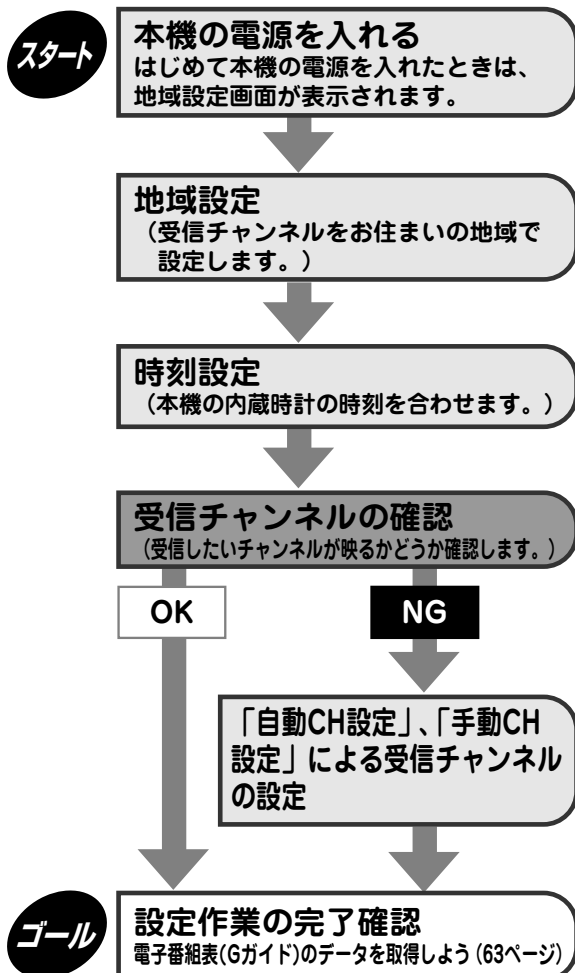 スタート
本機の電源を入れる
はじめて本機の電源を入れたときは、
地域設定画面が表示されます。
地域設定
（受信チャンネルをお住まいの地域で
設定します。）
時刻設定
（本機の内蔵時計の時刻を合わせます。）
受信チャンネルの確認
（受信したいチャンネルが映るかどうか確認します。）
OK
NG
「自動CH設定」、「手動CH
設定」による受信チャンネル
の設定
ゴール
設定作業の完了確認
電子番組表(Gガイド)のデータを取得しよう(63ページ)